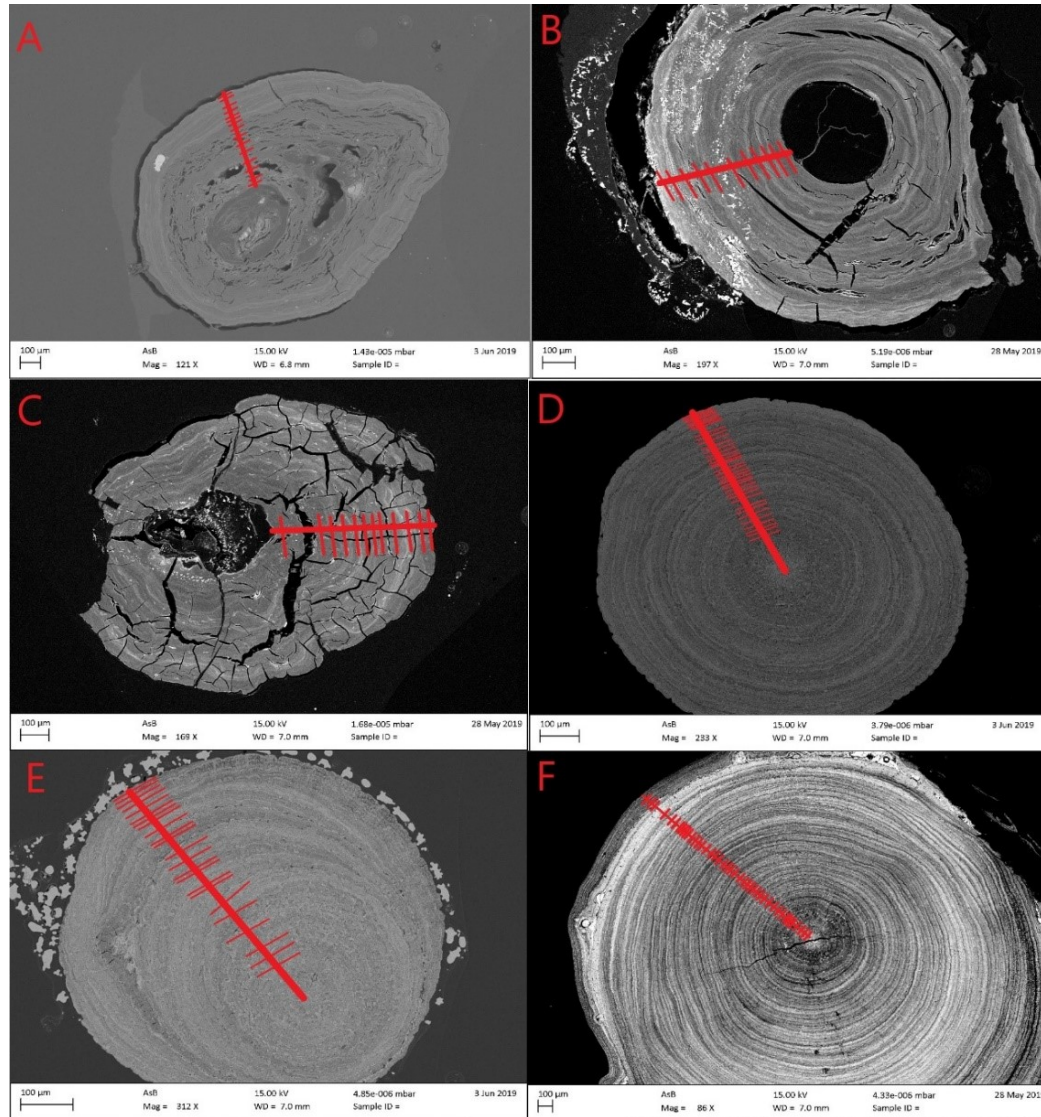 A
100 µm AsB 15.00 kV 1.43e-005 mbar 3 Jun 2019
Mag = 121 X WD = 6.8 mm Sample ID =
B
100 µm AsB 15.00 kV 5.19e-006 mbar 28 May 2019
Mag = 197 X WD = 7.0 mm Sample ID =
C
100 µm AsB 15.00 kV 1.68e-005 mbar 28 May 2019
Mag = 169 X WD = 7.0 mm Sample ID =
D
100 µm AsB 15.00 kV 3.79e-006 mbar 3 Jun 2019
Mag = 233 X WD = 7.0 mm Sample ID =
E
100 µm AsB 15.00 kV 4.85e-006 mbar 3 Jun 2019
Mag = 312 X WD = 7.0 mm Sample ID =
F
100 µm AsB 15.00 kV 4.33e-006 mbar 28 May 2019
Mag = 86 X WD = 7.0 mm Sample ID =